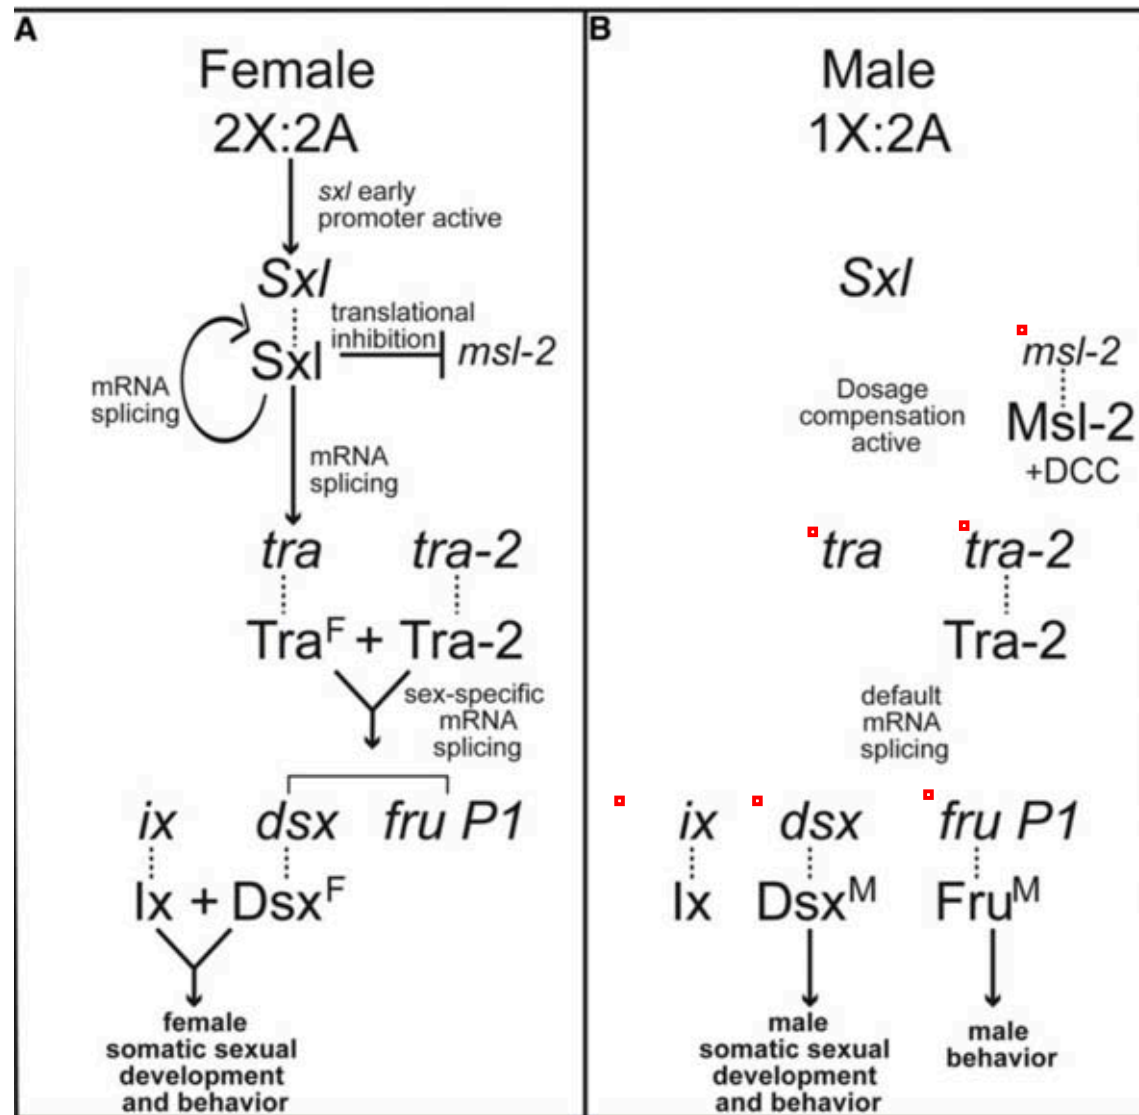 A
Female
2X:2A
sxl early
promoter active
Sxl
translational
inhibition
Sxl
msl-2
mRNA
splicing
mRNA
splicing
tra
tra-2
TraF + Tra-2
sex-specific
mRNA
splicing
ix
dsx
fru P1
Ix + DsxF
female
somatic sexual
development
and behavior
B
Male
1X:2A
Sxl
msl-2
Dosage
compensation
active
Msl-2
+DCC
tra
tra-2
Tra-2
default
mRNA
splicing
ix
dsx
fru P1
Ix
DsxM
FruM
male
somatic sexual
development
and behavior
male
behavior